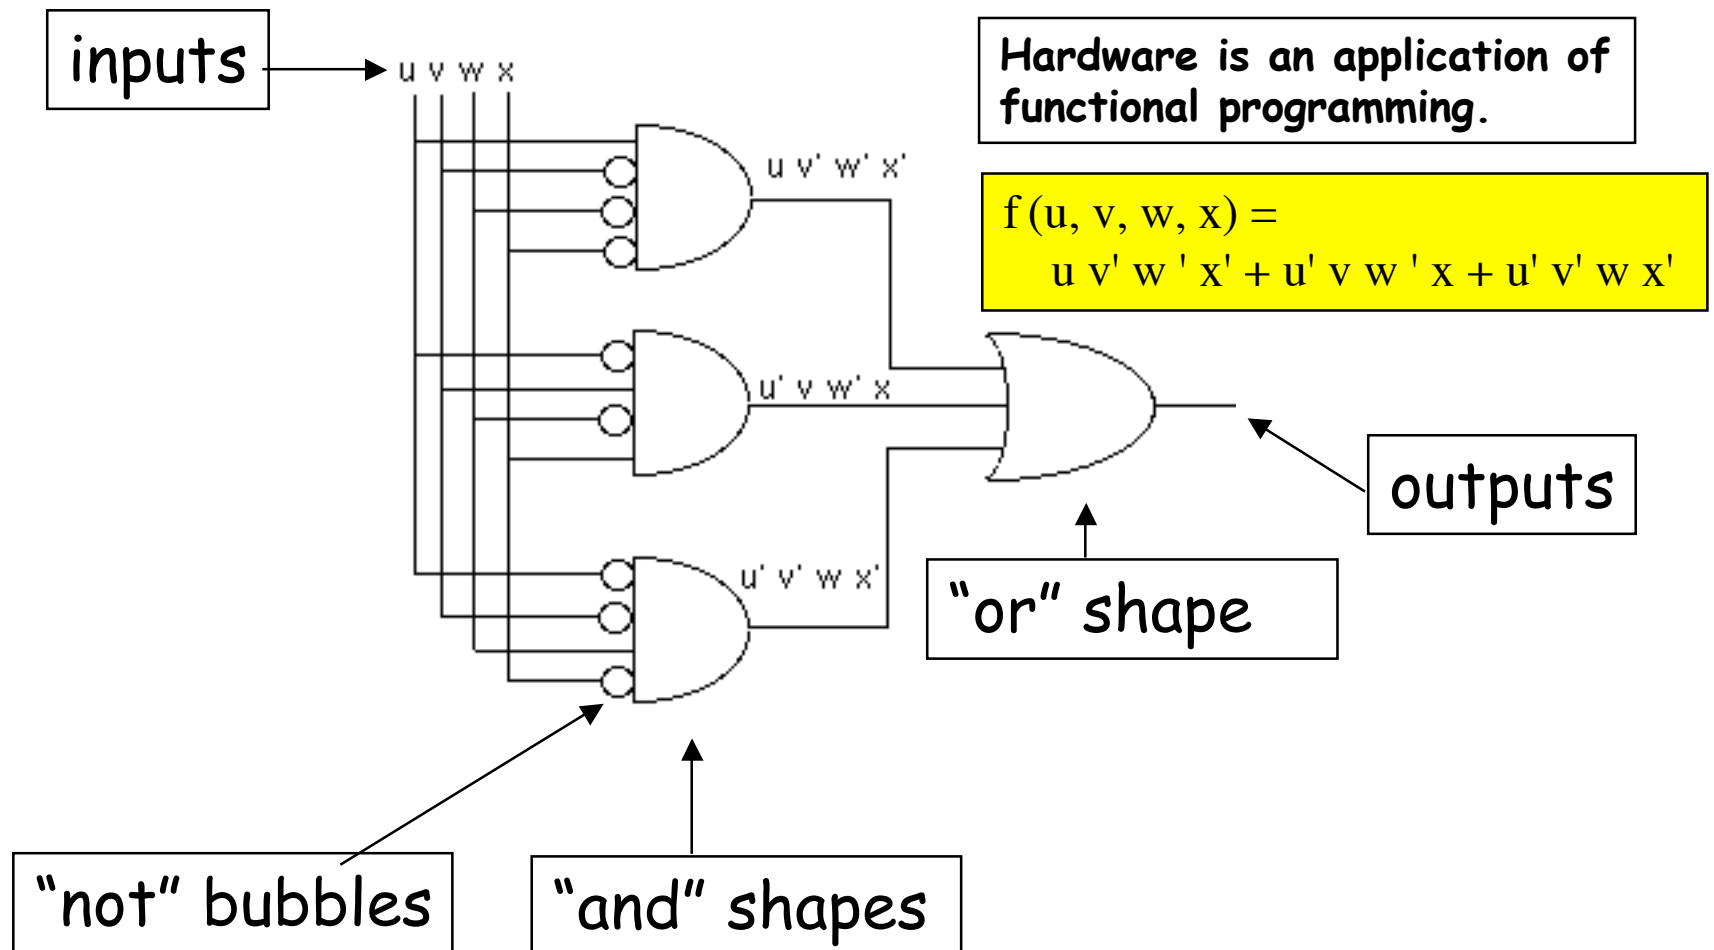 inputs
u v w x
Hardware is an application of
functional programming.
u v' w' x'
f (u, v, w, x) =
u v' w ' x' + u' v w ' x + u' v' w x'
u' v w' x
outputs
u' v' w x'
“or” shape
“not” bubbles
“and” shapes